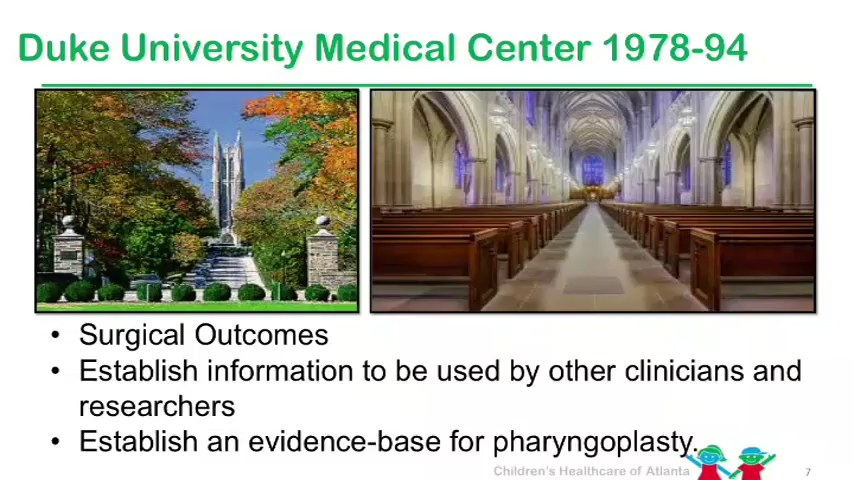 Duke University Medical Center 1978-94
• Surgical Outcomes
• Establish information to be used by other clinicians and
researchers
• Establish an evidence-base for pharyngoplasty.
Children's Healthcare of Atlanta
7